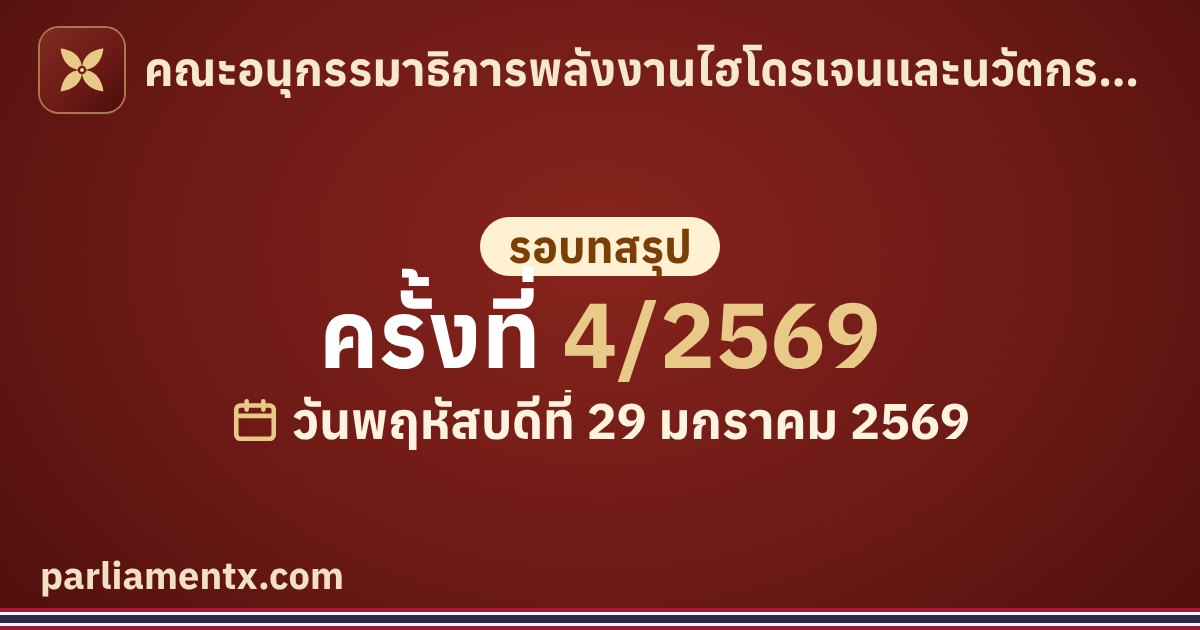 คณะอนุกรรมาธิการพลังงานไฮโดรเจนและนวัตกร...
รอบทสรุป
ครั้งที่ 4/2569
วันพฤหัสบดีที่ 29 มกราคม 2569
parliamentx.com